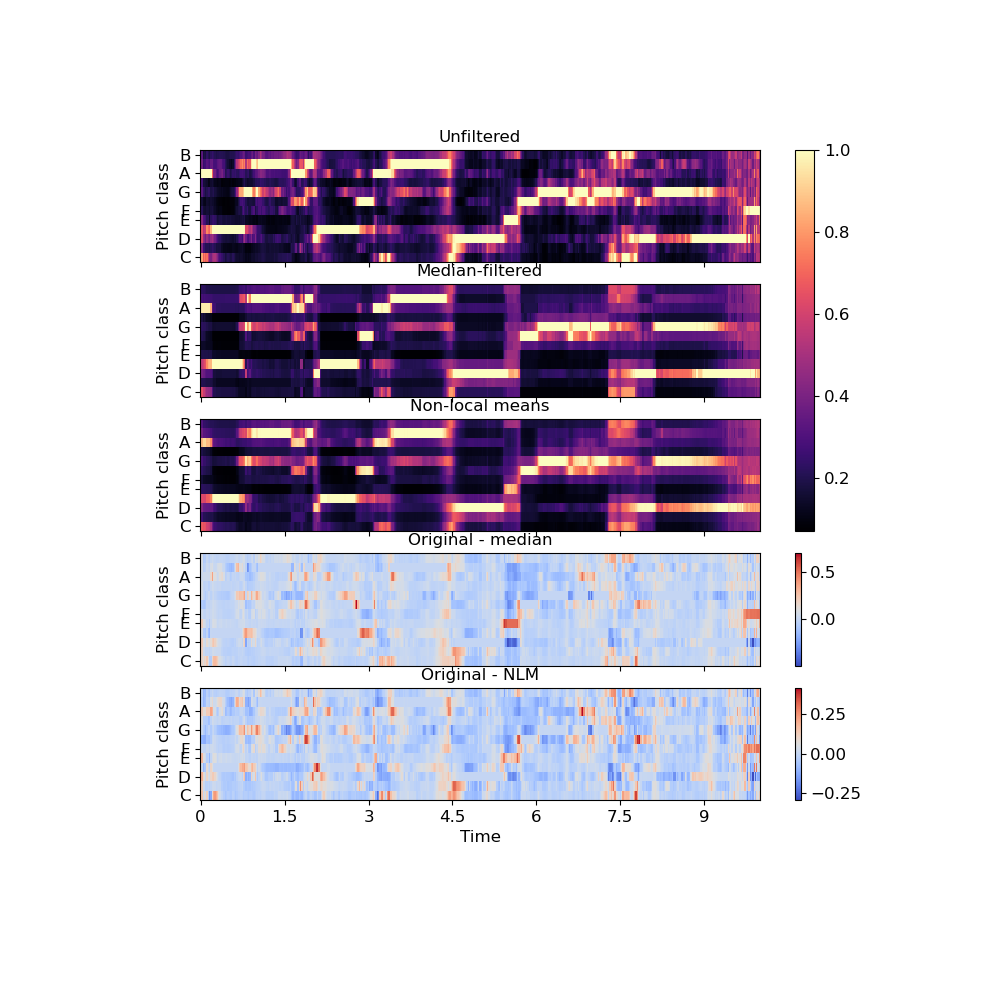 Unfiltered
Pitch class
B
A
G
F
E
D
C
1.0
0.8
0.6
0.4
0.2
Median-filtered
Pitch class
B
A
G
F
E
D
C
Non-local means
Pitch class
B
A
G
F
E
D
C
Original - median
Pitch class
B
A
G
F
E
D
C
0.5
0.0
Original - NLM
Pitch class
B
A
G
F
E
D
C
0.25
0.00
−0.25
0 1.5 3 4.5 6 7.5 9
Time